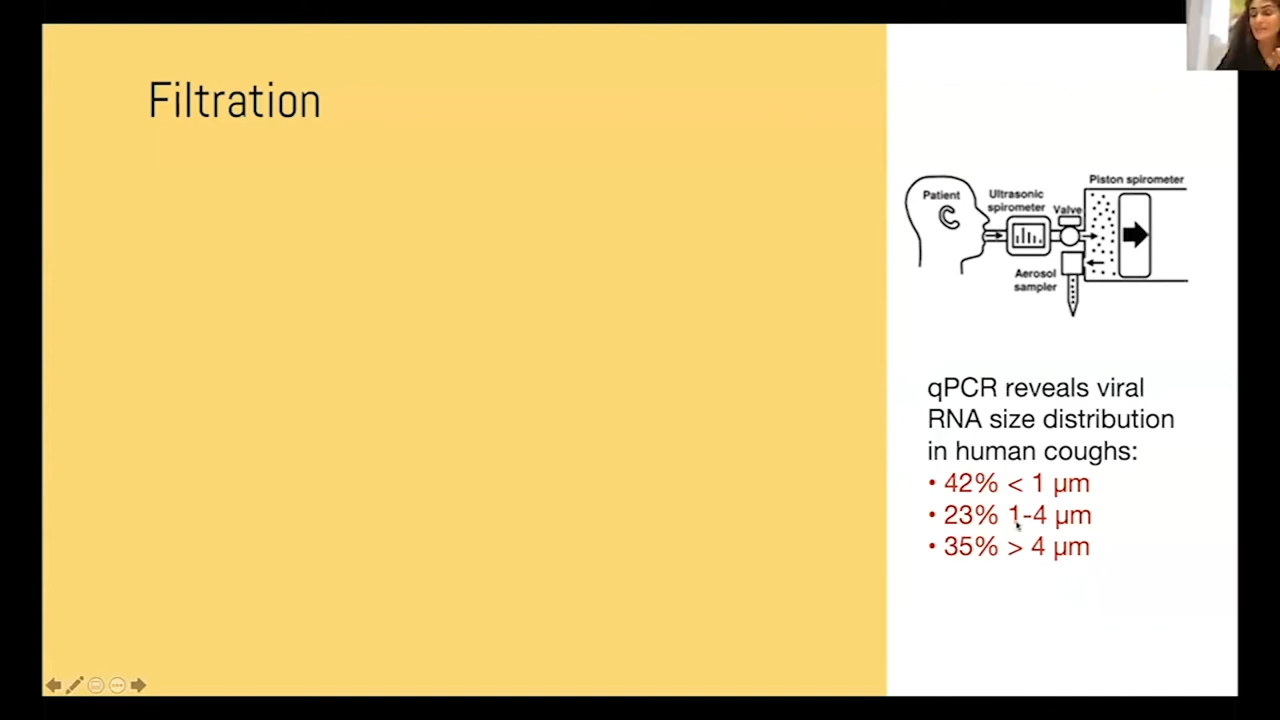 Filtration
Piston spirometer
Patient
Ultrasonic
spirometer
Valve
Aerosol
sampler
qPCR reveals viral
RNA size distribution
in human coughs:
• 42% < 1 µm
• 23% 1-4 µm
• 35% > 4 µm